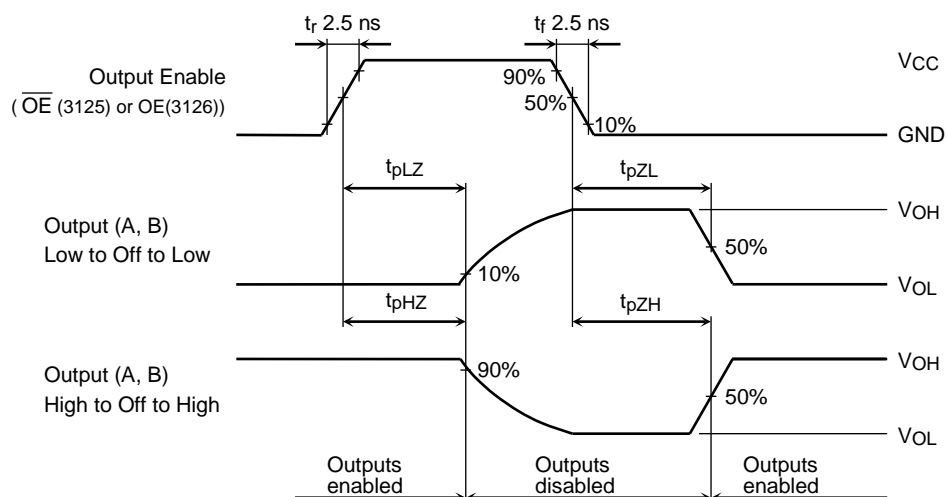 tr 2.5 ns
tf 2.5 ns
Output Enable
( OE (3125) or OE(3126))
90%
50%
10%
VCC
GND
tpLZ
tpZL
Output (A, B)
Low to Off to Low
10%
50%
VOH
VOL
tpHZ
tpZH
Output (A, B)
High to Off to High
90%
50%
VOH
VOL
Outputs
enabled
Outputs
disabled
Outputs
enabled